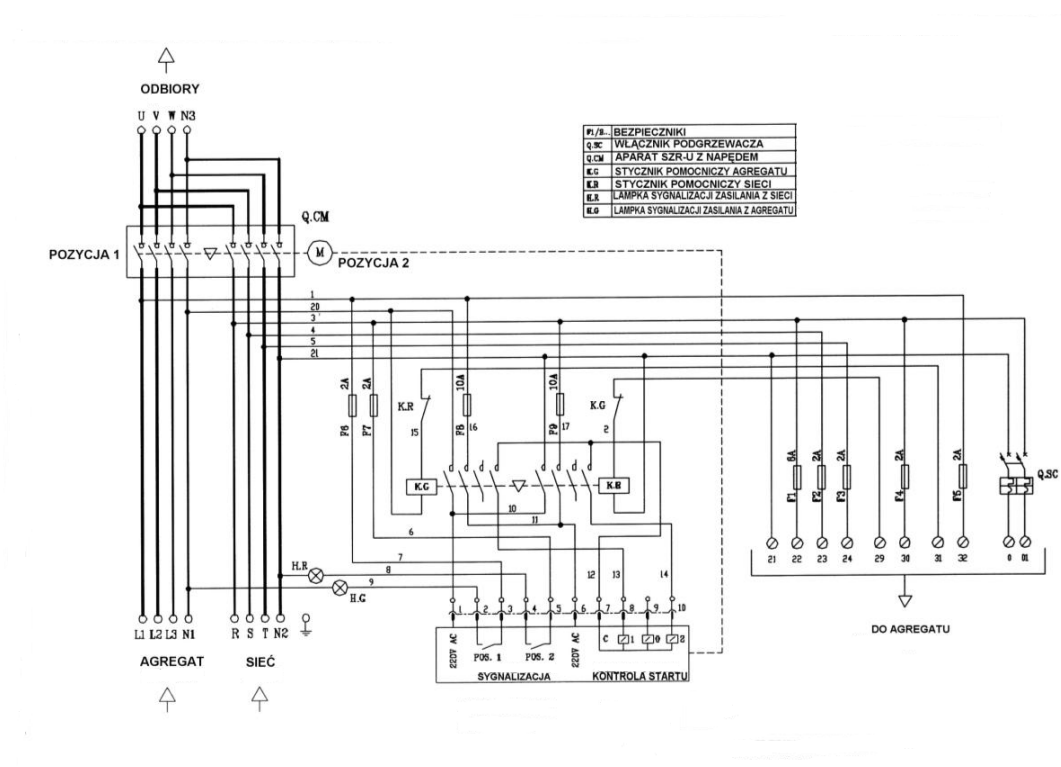 ODBIORY
U V W N3
F1/8.. BEZPIECZNIKI
Q.SC WŁĄCZNIK PODGRZEWACZA
Q.CM APARAT SZR-U Z NAPĘDEM
K.G STYCZNIK POMOCNICZY AGREGATU
K.R STYCZNIK POMOCNICZY SIECI
H.R LAMPKA SYGNALIZACJI ZASILANIA Z SIECI
H.G LAMPKA SYGNALIZACJI ZASILANIA Z AGREGATU
Q.CM
POZYCJA 1
M
POZYCJA 2
1
20
3
4
5
21
2A 2A 10A 10A
K.R
K.G
15
16
17
2
F6 F7 F8 F9
6A 2A 2A 2A 2A
F1 F2 F3 F4 F5
Q.SC
K.G
K.R
10
11
6
7
8
9
H.R
H.G
12 13 14
21 22 23 24 29 30 31 32 0 01
1 2 3 4 5 6 7 8 9 10
L1 L2 L3 N1 R S T N2
220V AC POS. 1 POS. 2 220V AC C 1 0 2
AGREGAT SIEĆ
SYGNALIZACJA KONTROLA STARTU
DO AGREGATU